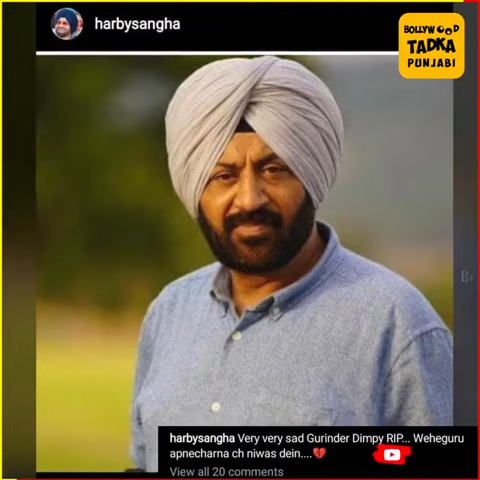 harbysangha
BOLLYWOOD
TADKA
PUNJABI
harbysangha Very very sad Gurinder Dimpy RIP... Weheguru
apnecharna ch niwas dein....💔
View all 20 comments